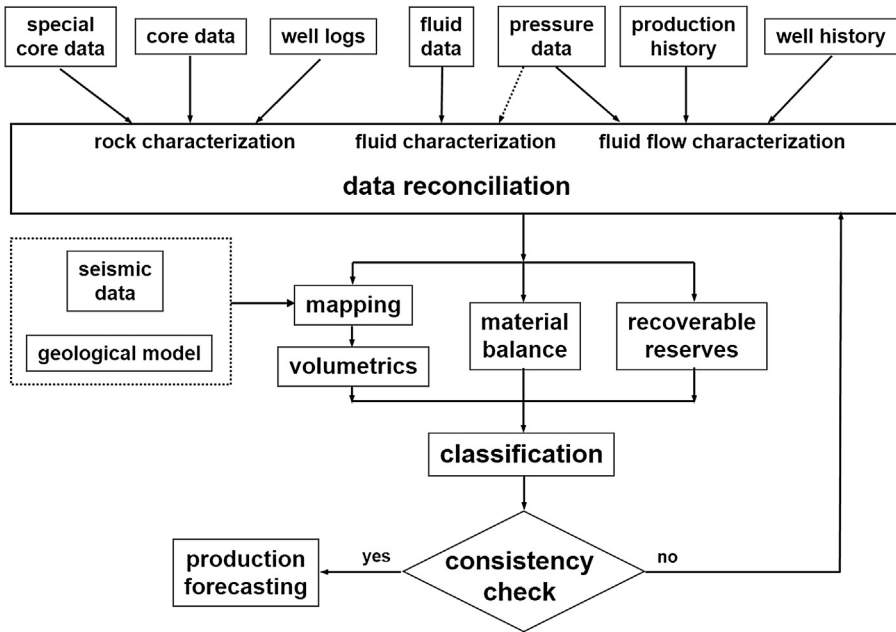 special
core data
core data
well logs
fluid
data
pressure
data
production
history
well history
rock characterization
fluid characterization
fluid flow characterization
data reconciliation
seismic
data
geological model
mapping
volumetrics
material
balance
recoverable
reserves
classification
consistency
check
yes
no
production
forecasting